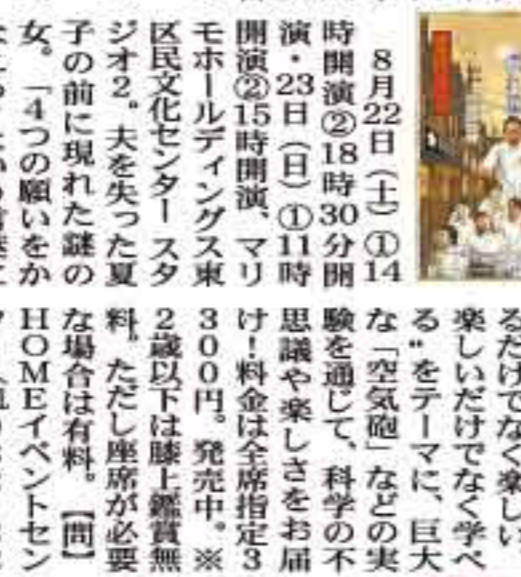 8月22日(土)①14
時開演②18時30分開
演・23日(日)①11時
開演②15時開演、マリ
モホールディングス東
区民文化センター スタ
ジオ2。夫を失った夏
子の前に現れた謎の
女。「4つの願いをか
るだけでなく楽しい、
楽しいだけでなく学べ
る”をテーマに、巨大
な「空気砲」などの実
験を通じて、科学の不
思議や楽しさをお届
け!料金は全席指定3
300円。発売中。※
2歳以下は膝上鑑賞無
料。ただし座席が必要
な場合は有料。【問】
HOMEイベントセン